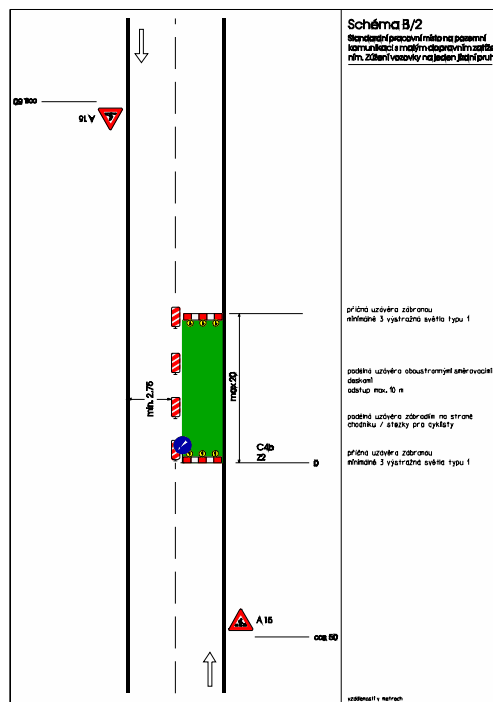 Schéma B/2
Standardní pracovní místo na pozemní
komunikaci s malým dopravním zatíže
ním. Zúžení vozovky na jeden jízdní pruh
cca. 50
A 15
příčná uzávěra zábranou
minimálně 3 výstražná světla typu 1
podélná uzávěra oboustrannými směrovacími
deskami
odstup max. 10 m
min. 2,75
max 20
podélná uzávěra zábradlím na straně
chodníku / stezky pro cyklisty
C4b
Z2
0
příčná uzávěra zábranou
minimálně 3 výstražná světla typu 1
A 15
cca 50
vzdálenosti v metrech